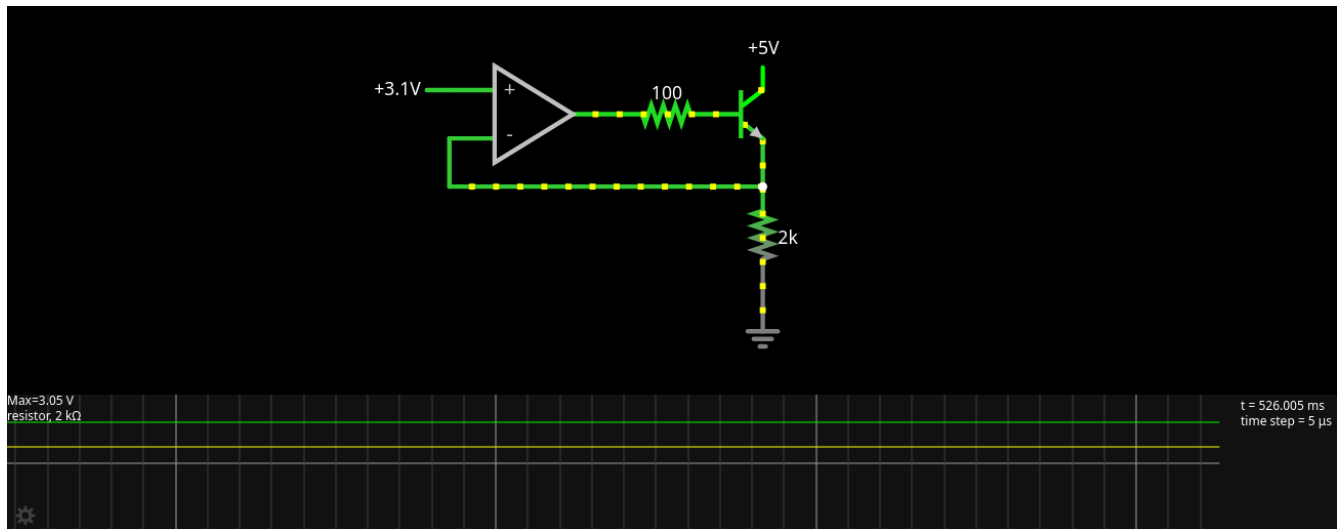 +5V
+3.1V
100
+
-
2k
Max=3.05 V
resistor, 2 kΩ
t = 526.005 ms
time step = 5 μs